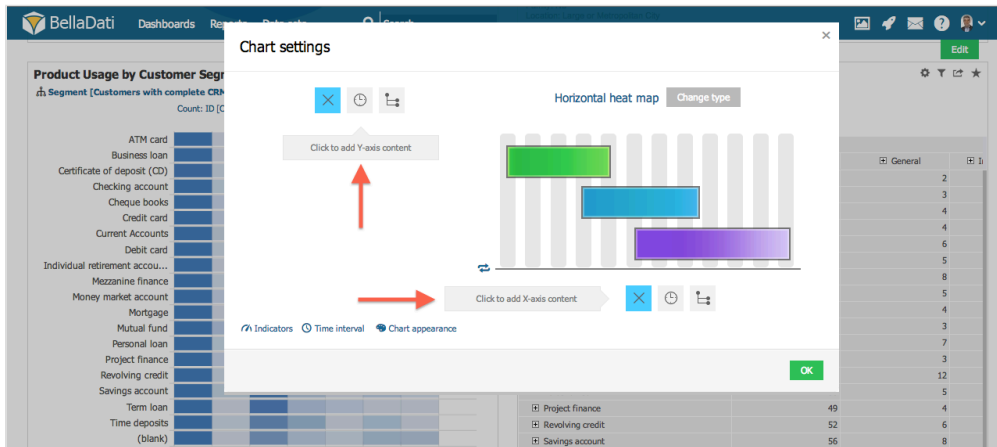 BellaDati Dashboards
Chart settings
Edit
Product Usage by Customer
Segment [Customers with complete
Count: ID
Horizontal heat map Change type
Click to add Y-axis content
ATM card
Business loan
General
Certificate of deposit (CD)
2
Checking account
3
Cheque books
4
Credit card
4
Current Accounts
6
Debit card
5
Individual retirement accou...
8
Mezzanine finance
5
Money market account
Click to add X-axis content
4
Mortgage
3
Mutual fund
7
Indicators Time interval Chart appearance
Personal loan
3
Project finance
12
Revolving credit
5
OK
Savings account
Term loan
Project finance 49 4
Time deposits
Revolving credit 52 6
(blank)
Savings account 56 8